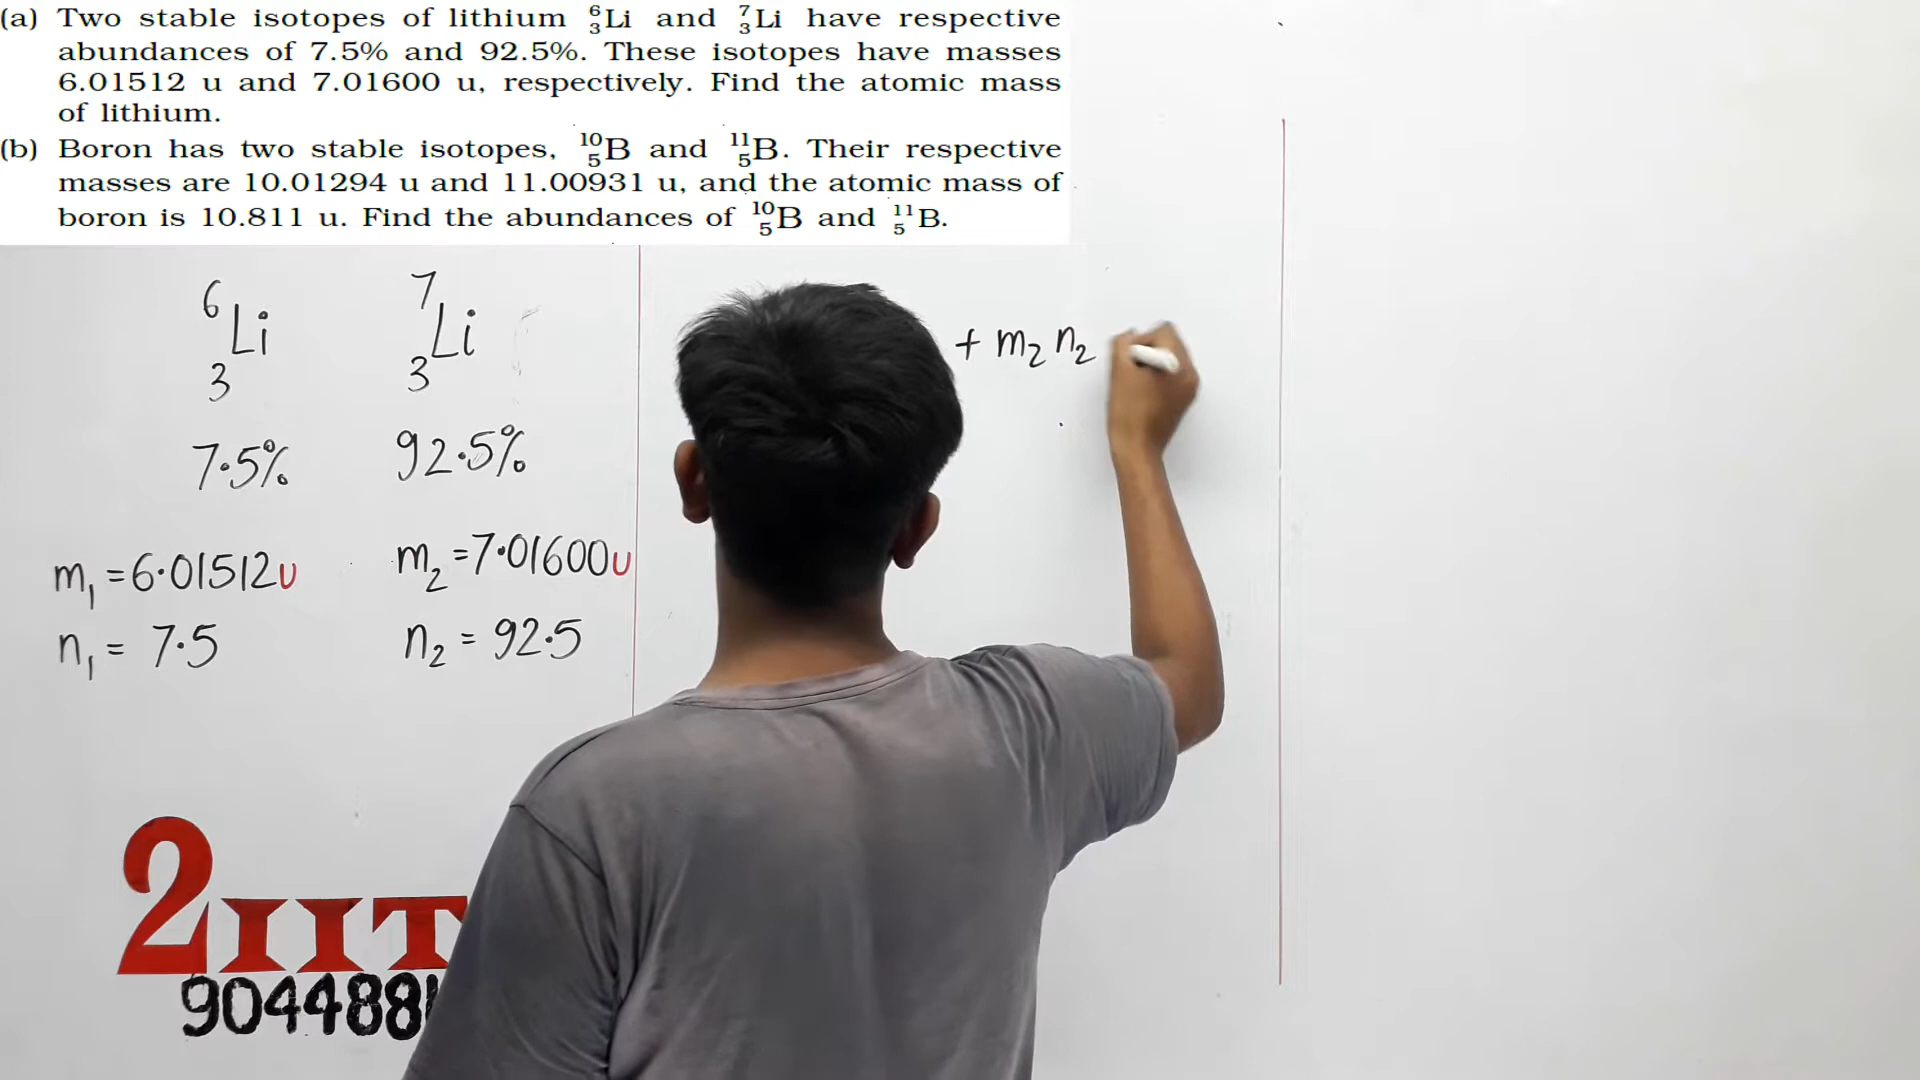 (a) Two stable isotopes of lithium ⁶₃Li and ⁷₃Li have respective
abundances of 7.5% and 92.5%. These isotopes have masses
6.01512 u and 7.01600 u, respectively. Find the atomic mass
of lithium.
(b) Boron has two stable isotopes, ¹⁰₅B and ¹¹₅B. Their respective
masses are 10.01294 u and 11.00931 u, and the atomic mass of
boron is 10.811 u. Find the abundances of ¹⁰₅B and ¹¹₅B.
⁶₃Li ⁷₃Li
7.5% 92.5%
m₁ = 6.01512u m₂ = 7.01600u
n₁ = 7.5 n₂ = 92.5
+ m₂ n₂
2IIT
904488